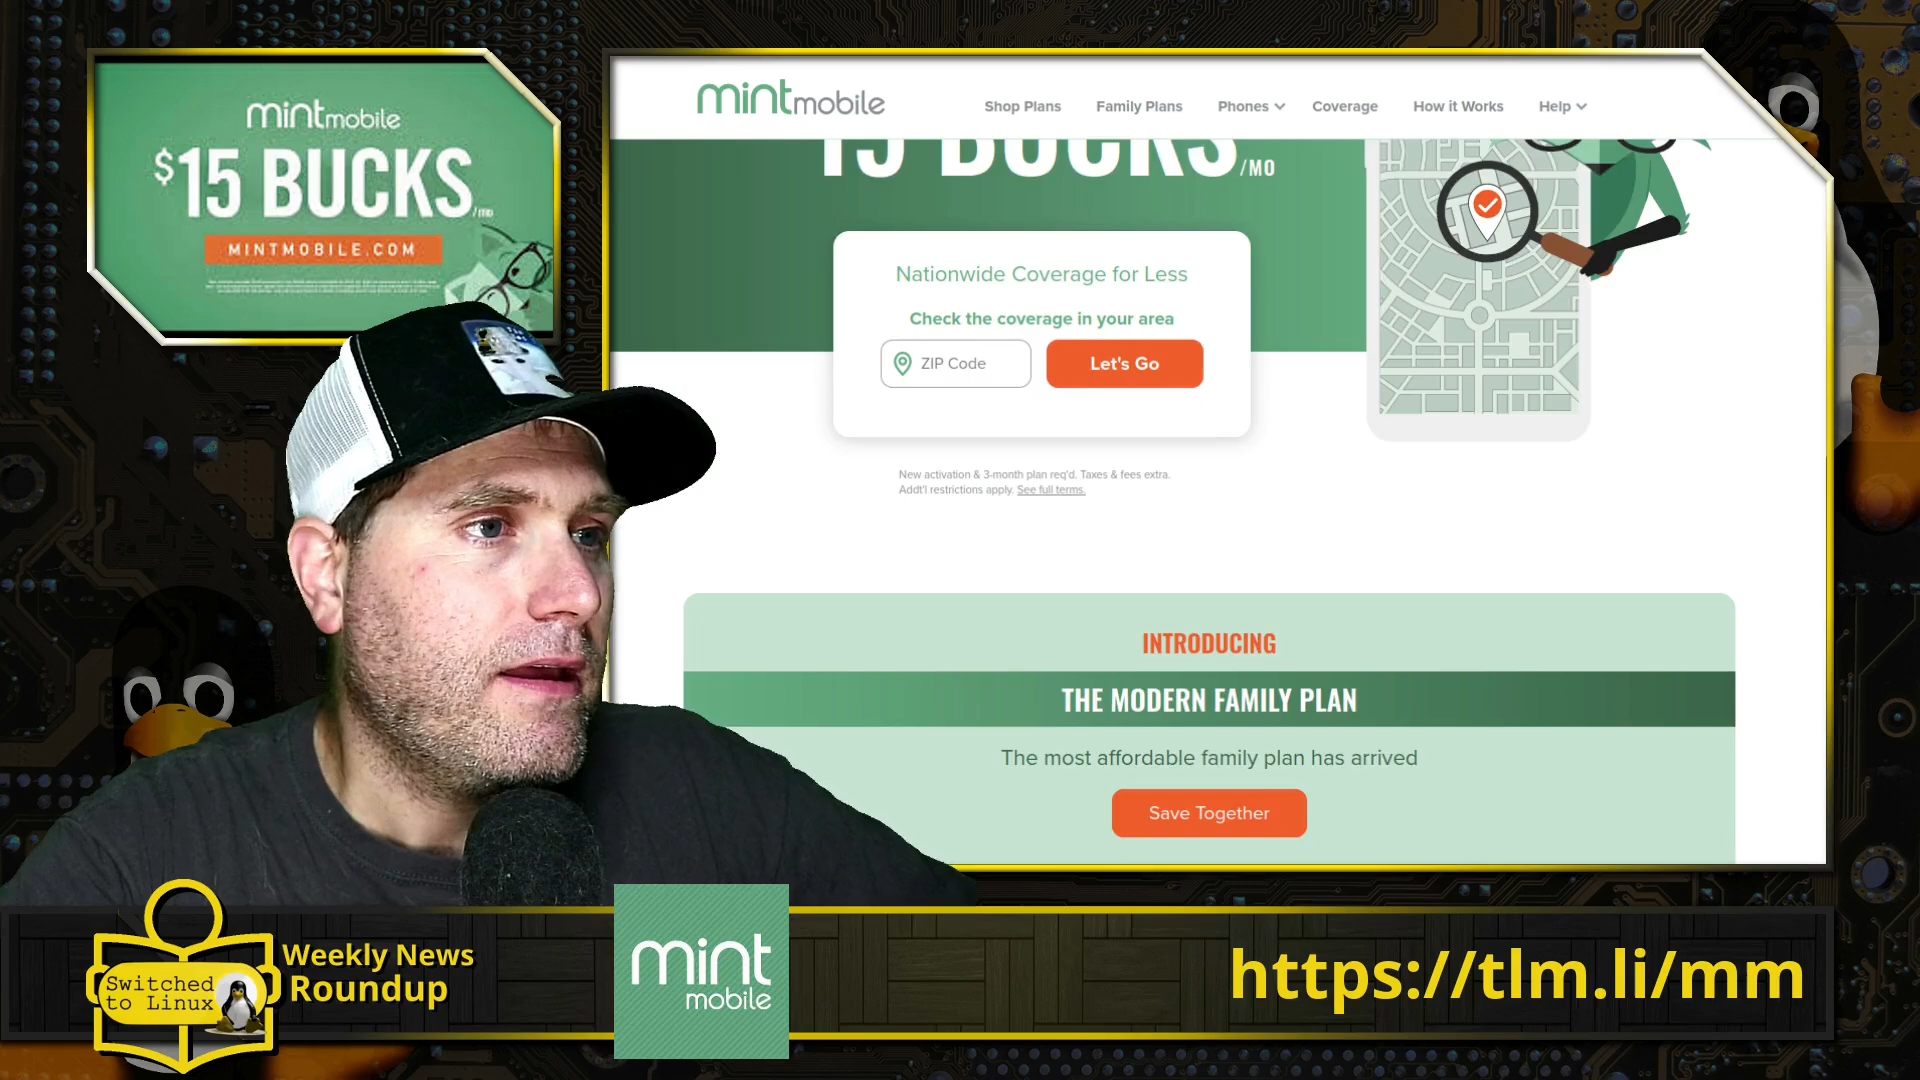 mintmobile
$15 BUCKS/mo
MINTMOBILE.COM
mintmobile
Shop Plans
Family Plans
Phones
Coverage
How it Works
Help
15 BUCKS/MO
Nationwide Coverage for Less
Check the coverage in your area
ZIP Code
Let's Go
New activation & 3-month plan req'd. Taxes & fees extra.
Addt'l restrictions apply. See full terms.
INTRODUCING
THE MODERN FAMILY PLAN
The most affordable family plan has arrived
Save Together
Switched
to Linux
Weekly News
Roundup
mint
mobile
https://tlm.li/mm